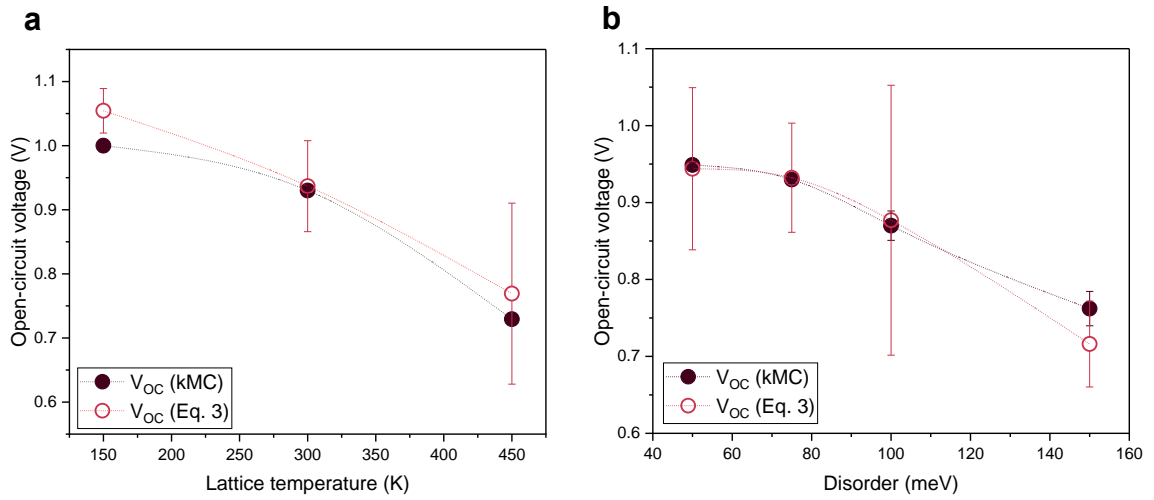 a
1.1
1.0
0.9
0.8
0.7
0.6
Open-circuit voltage (V)
V_OC (kMC)
V_OC (Eq. 3)
150 200 250 300 350 400 450
Lattice temperature (K)
b
1.1
1.0
0.9
0.8
0.7
0.6
Open-circuit voltage (V)
V_OC (kMC)
V_OC (Eq. 3)
40 60 80 100 120 140 160
Disorder (meV)